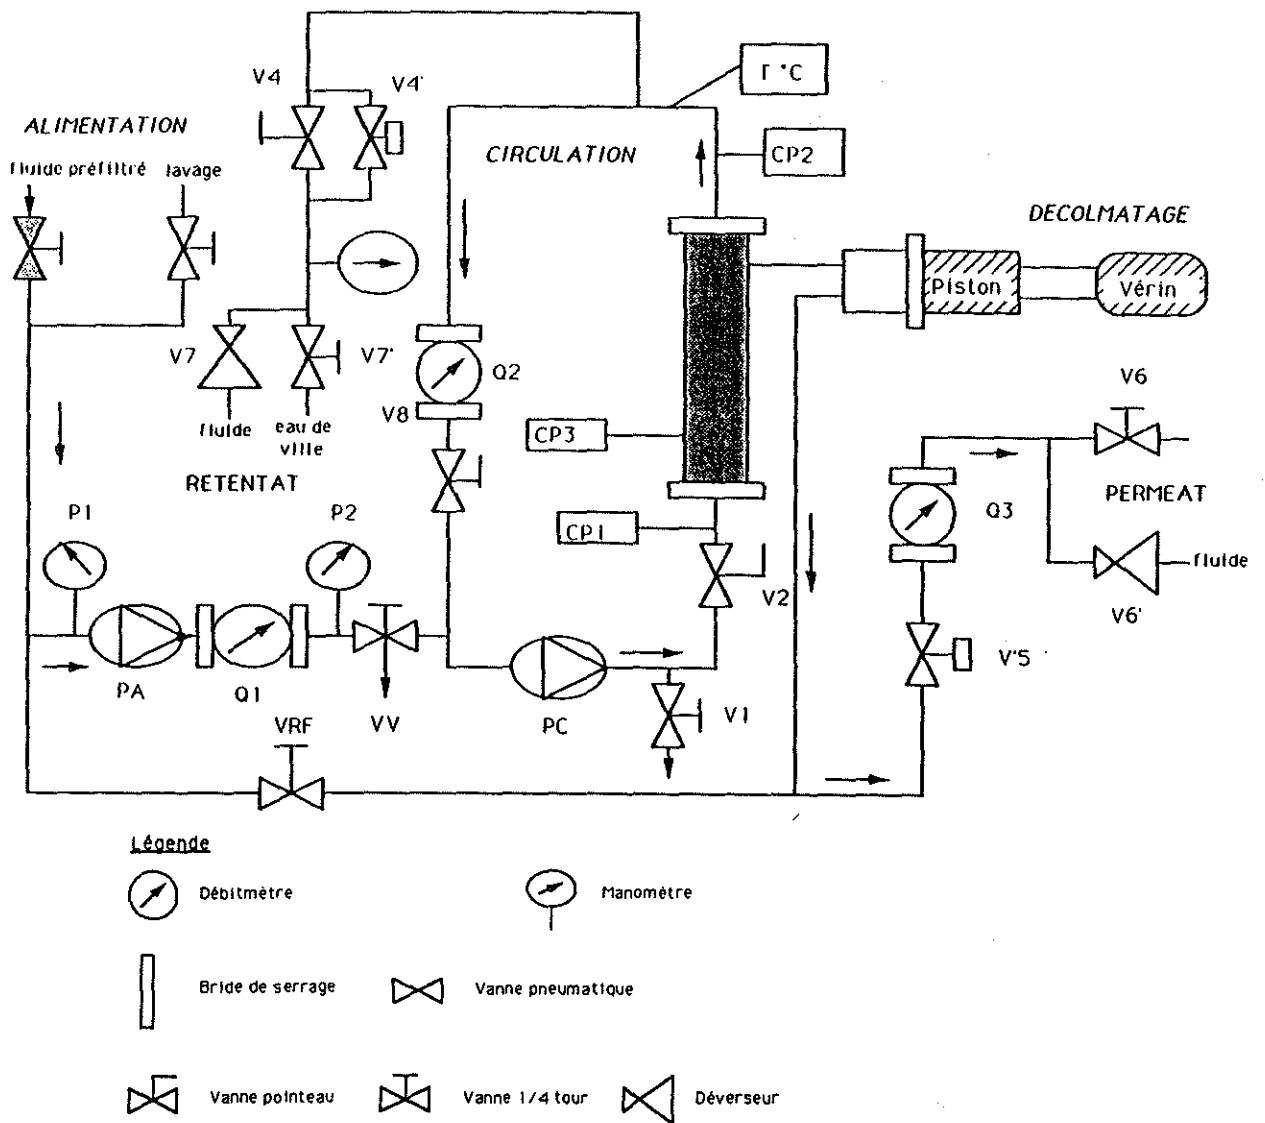 V4
V4'
T °C
ALIMENTATION
fluide préfiltré
lavage
CIRCULATION
CP2
DECOLMATAGE
Piston
Vérin
V7
V7'
Q2
V8
V6
fluide
eau de
ville
CP3
RETENTAT
P1
P2
CP1
Q3
PERMEAT
fluide
V2
V6'
PA
Q1
VV
PC
V1
V'5
VRF
Légende
Débitmètre
Manomètre
Bride de serrage
Vanne pneumatique
Vanne pointeau
Vanne 1/4 tour
Déverseur